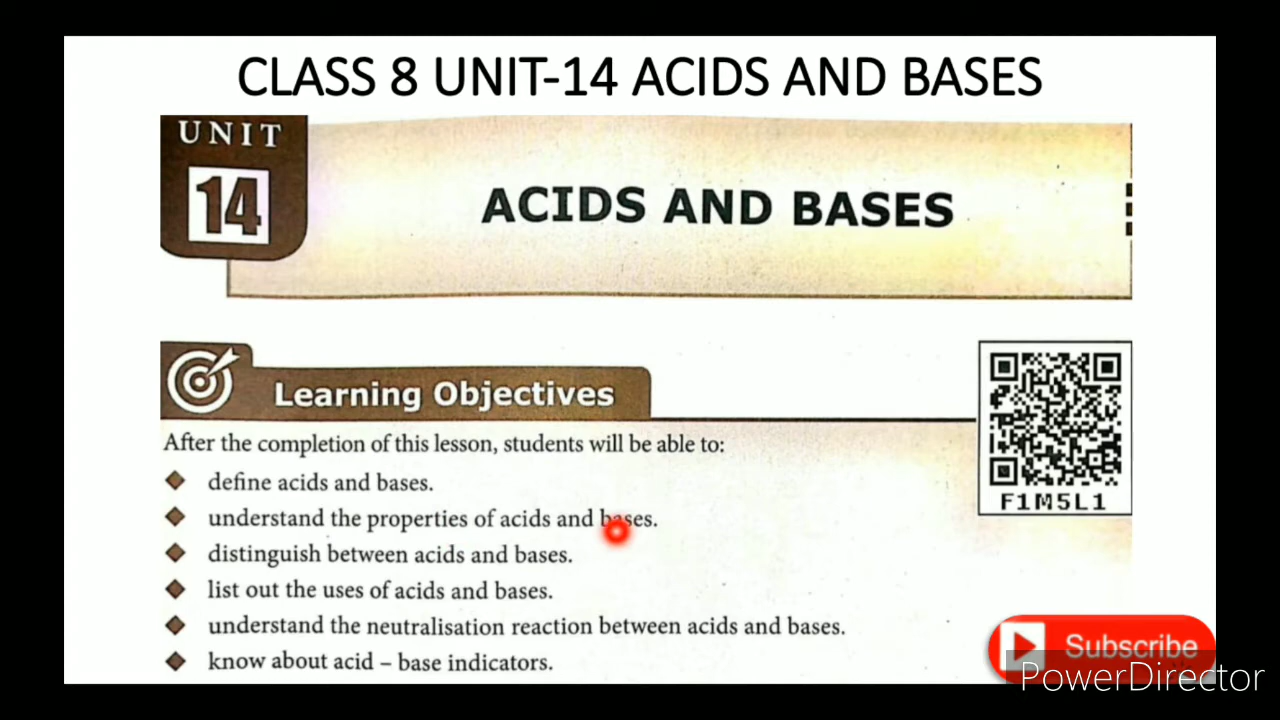 CLASS 8 UNIT-14 ACIDS AND BASES
UNIT
14
ACIDS AND BASES
Learning Objectives
After the completion of this lesson, students will be able to:
define acids and bases.
understand the properties of acids and bases.
distinguish between acids and bases.
list out the uses of acids and bases.
understand the neutralisation reaction between acids and bases.
know about acid – base indicators.
F1M5L1
Subscribe
PowerDirector